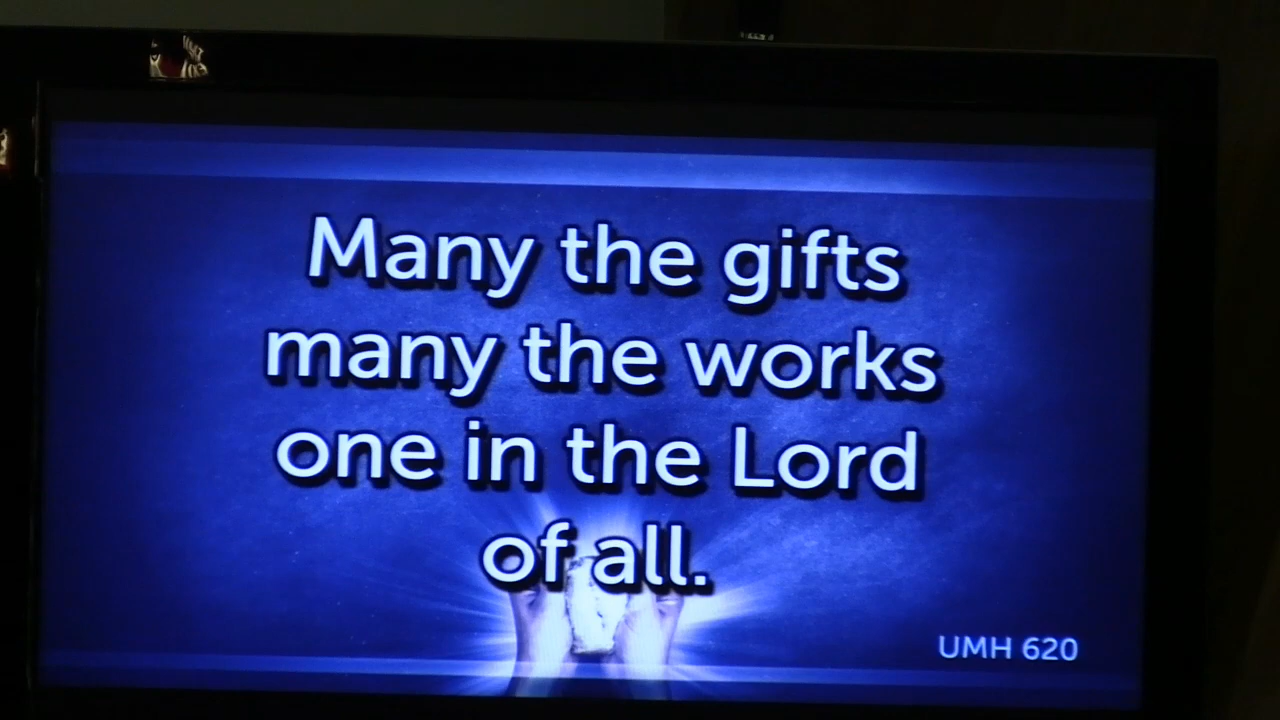 Many the gifts
many the works
one in the Lord
of all.
UMH 620